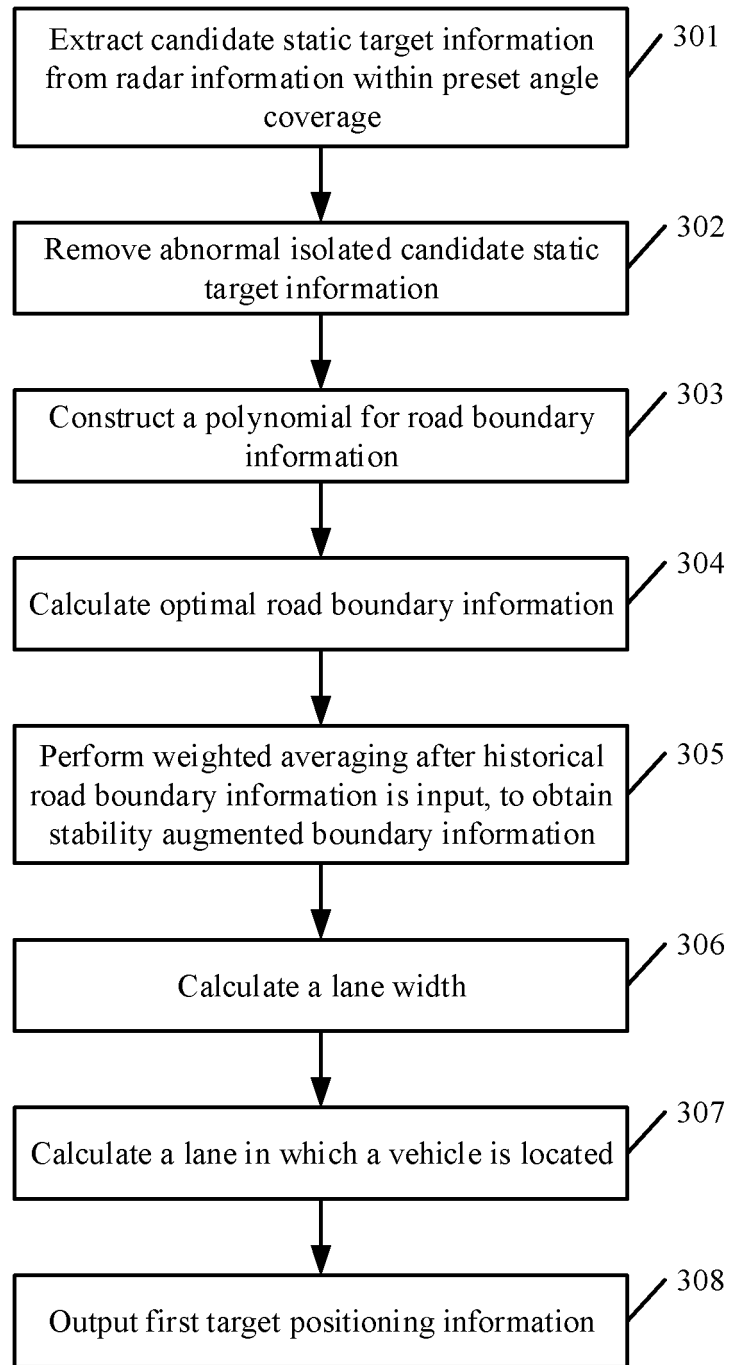 Extract candidate static target information
from radar information within preset angle
coverage
301
Remove abnormal isolated candidate static
target information
302
Construct a polynomial for road boundary
information
303
Calculate optimal road boundary information
304
Perform weighted averaging after historical
road boundary information is input, to obtain
stability augmented boundary information
305
Calculate a lane width
306
Calculate a lane in which a vehicle is located
307
Output first target positioning information
308